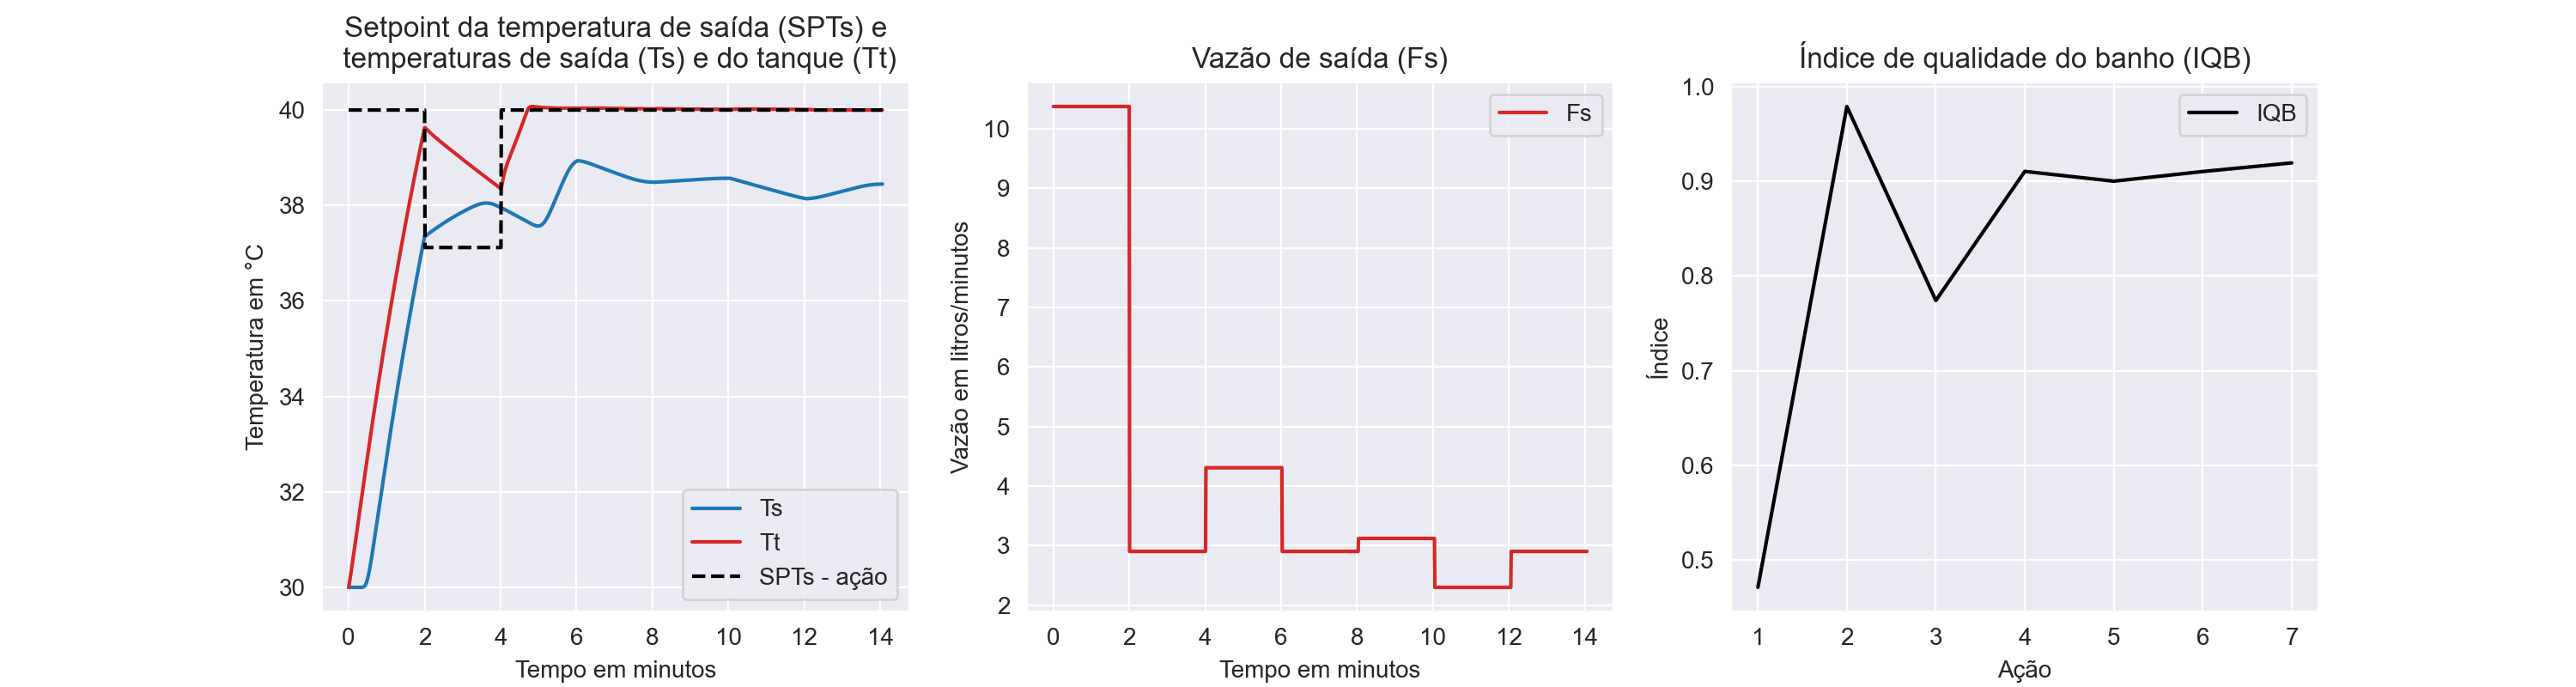 Setpoint da temperatura de saída (SPTs) e
temperaturas de saída (Ts) e do tanque (Tt)
Temperatura em °C
40
38
36
34
32
30
Ts
Tt
SPTs - ação
0 2 4 6 8 10 12 14
Tempo em minutos
Vazão de saída (Fs)
Vazão em litros/minutos
Fs
10
9
8
7
6
5
4
3
2
0 2 4 6 8 10 12 14
Tempo em minutos
Índice de qualidade do banho (IQB)
Índice
IQB
1.0
0.9
0.8
0.7
0.6
0.5
1 2 3 4 5 6 7
Ação